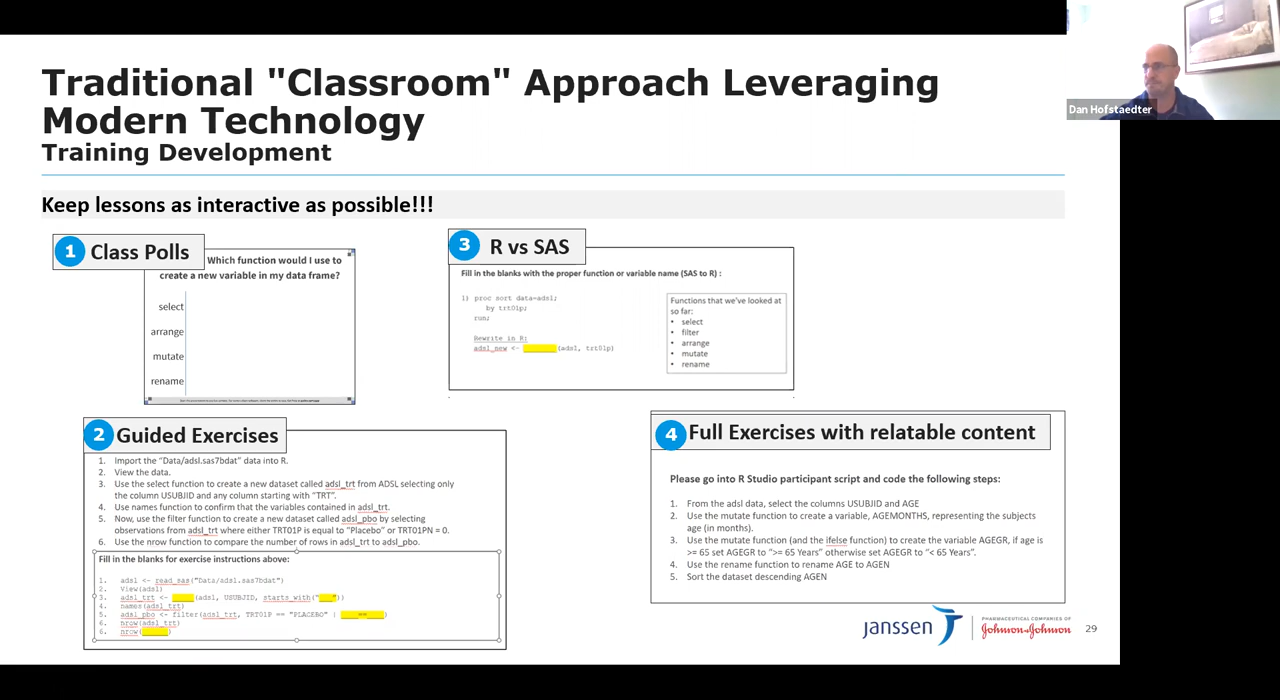 Traditional "Classroom" Approach Leveraging
Modern Technology
Training Development
Dan Hofstaedter
Keep lessons as interactive as possible!!!
1 Class Polls
Which function would I use to
create a new variable in my data frame?
select
arrange
mutate
rename
3 R vs SAS
Fill in the blanks with the proper function or variable name (SAS to R) :
1) proc sort data=adsl;
by trt01p;
run;
Rewrite in R:
adsl_new <- (adsl, trt01p)
Functions that we've looked at
so far:
• select
• filter
• arrange
• mutate
• rename
2 Guided Exercises
1. Import the "Data/adsl.sas7bdat" data into R.
2. View the data.
3. Use the select function to create a new dataset called adsl_trt from ADSL selecting only
the column USUBJID and any column starting with "TRT".
4. Use names function to confirm that the variables contained in adsl_trt.
5. Now, use the filter function to create a new dataset called adsl_pbo by selecting
observations from adsl_trt where either TRT01P is equal to "Placebo" or TRT01PN = 0.
6. Use the nrow function to compare the number of rows in adsl_trt to adsl_pbo.
Fill in the blanks for exercise instructions above:
1. adsl <- read_sas("Data/adsl.sas7bdat")
2. View(adsl)
3. adsl_trt <- (adsl, USUBJID, starts_with("__"))
4. names(adsl_trt)
5. adsl_pbo <- filter(adsl_trt, TRT01P == "PLACEBO" | == )
6. nrow(adsl_trt)
6. nrow( )
4 Full Exercises with relatable content
Please go into R Studio participant script and code the following steps:
1. From the adsl data, select the columns USUBJID and AGE
2. Use the mutate function to create a variable, AGEMONTHS, representing the subjects
age (in months).
3. Use the mutate function (and the ifelse function) to create the variable AGEGR, if age is
>= 65 set AGEGR to ">= 65 Years" otherwise set AGEGR to "< 65 Years".
4. Use the rename function to rename AGE to AGEN
5. Sort the dataset descending AGEN
janssen
PHARMACEUTICAL COMPANIES OF
Johnson & Johnson
29